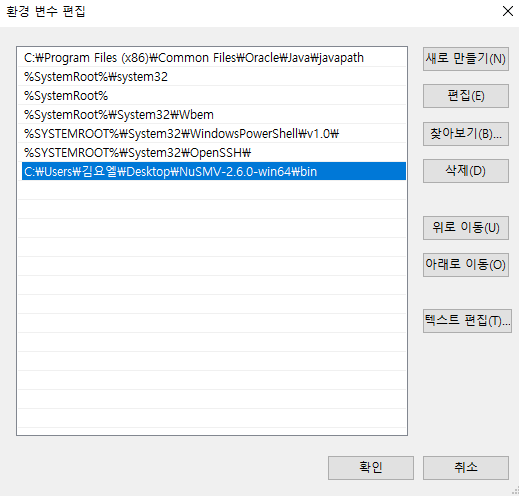 환경 변수 편집
C:₩Program Files (x86)₩Common Files₩Oracle₩Java₩javapath
%SystemRoot%₩system32
%SystemRoot%
%SystemRoot%₩System32₩Wbem
%SYSTEMROOT%₩System32₩WindowsPowerShell₩v1.0₩
%SYSTEMROOT%₩System32₩OpenSSH₩
C:₩Users₩김요엘₩Desktop₩NuSMV-2.6.0-win64₩bin
새로 만들기(N)
편집(E)
찾아보기(B)...
삭제(D)
위로 이동(U)
아래로 이동(O)
텍스트 편집(T)...
확인
취소